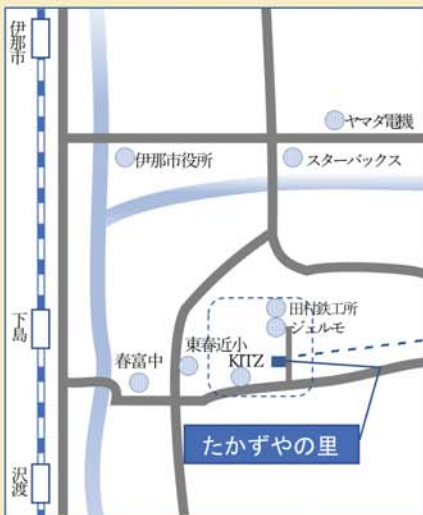 伊那市
ヤマダ電機
伊那市役所
スターバックス
田村鉄工所
ジェルモ
下島
東春近小
春富中
KITZ
たかずやの里
沢渡